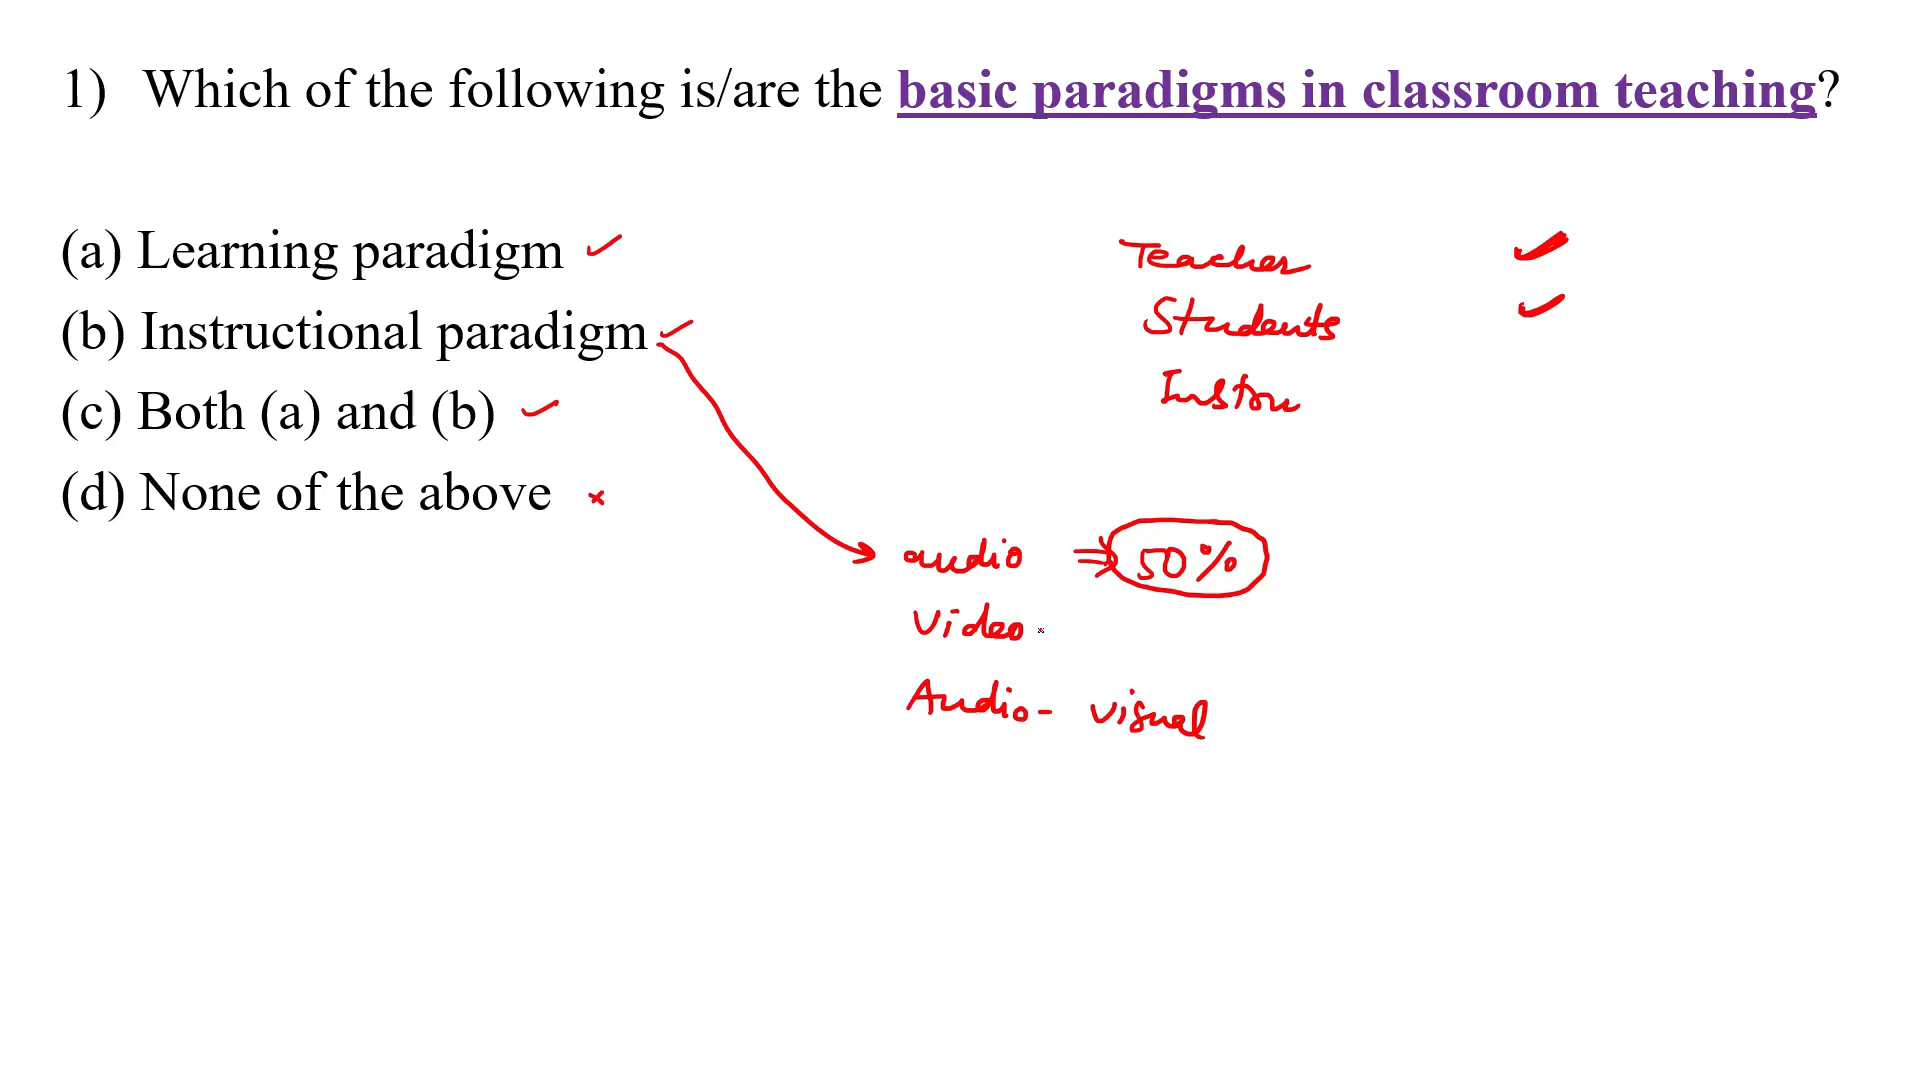 1) Which of the following is/are the basic paradigms in classroom teaching?
(a) Learning paradigm
(b) Instructional paradigm
(c) Both (a) and (b)
(d) None of the above
Teacher
Students
Instru
audio ⇒ 50%
Video
Audio - visual